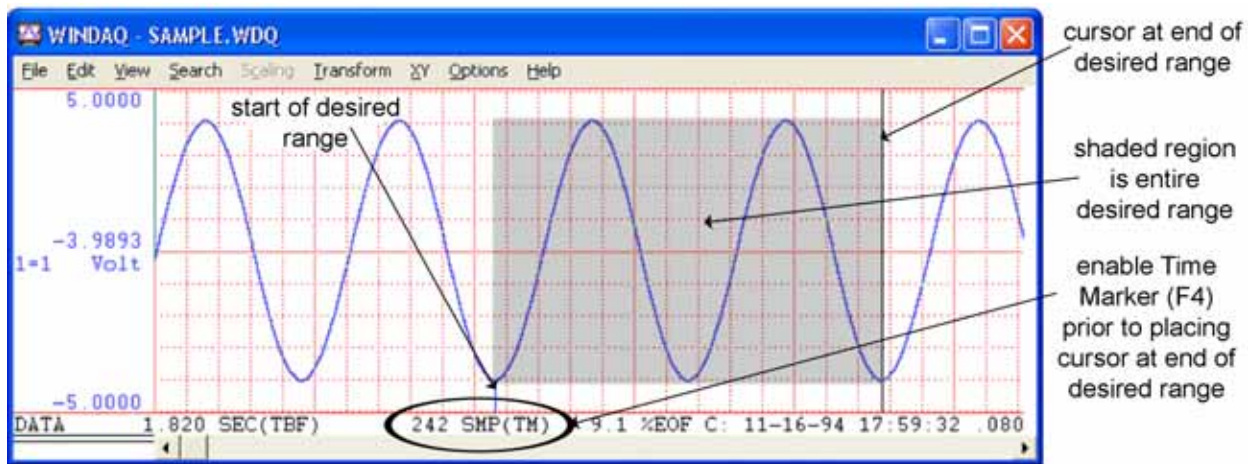 WINDAQ - SAMPLE.WDQ
File Edit View Search Scaling Transform XY Options Help
5.0000
-3.9893
1=1 Volt
-5.0000
start of desired
range
DATA 1.820 SEC(TBF) 242 SMP(TM) 9.1 %EOF C: 11-16-94 17:59:32 .080
cursor at end of
desired range
shaded region
is entire
desired range
enable Time
Marker (F4)
prior to placing
cursor at end of
desired range